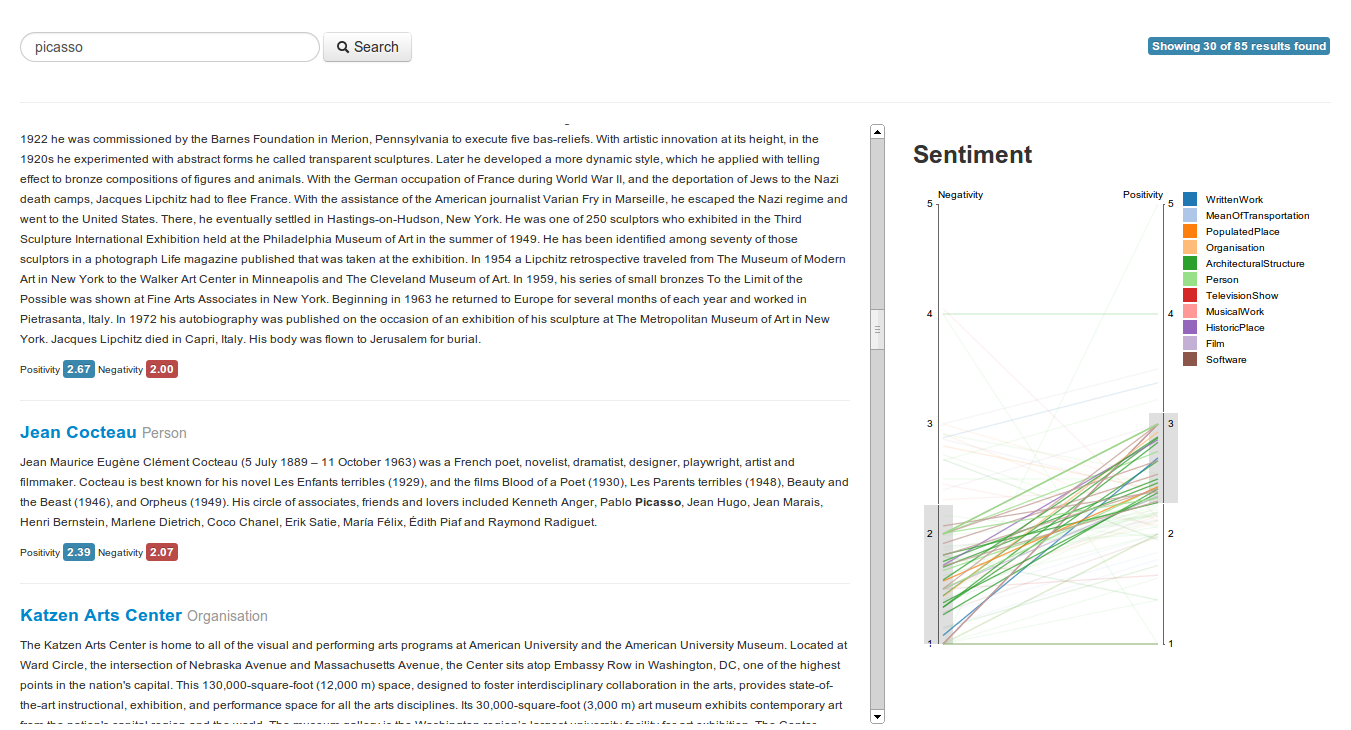 picasso
Search
Showing 30 of 85 results found
1922 he was commissioned by the Barnes Foundation in Merion, Pennsylvania to execute five bas-reliefs. With artistic innovation at its height, in the
1920s he experimented with abstract forms he called transparent sculptures. Later he developed a more dynamic style, which he applied with telling
effect to bronze compositions of figures and animals. With the German occupation of France during World War II, and the deportation of Jews to the Nazi
death camps, Jacques Lipchitz had to flee France. With the assistance of the American journalist Varian Fry in Marseille, he escaped the Nazi regime and
went to the United States. There, he eventually settled in Hastings-on-Hudson, New York. He was one of 250 sculptors who exhibited in the Third
Sculpture International Exhibition held at the Philadelphia Museum of Art in the summer of 1949. He has been identified among seventy of those
sculptors in a photograph Life magazine published that was taken at the exhibition. In 1954 a Lipchitz retrospective traveled from The Museum of Modern
Art in New York to the Walker Art Center in Minneapolis and The Cleveland Museum of Art. In 1959, his series of small bronzes To the Limit of the
Possible was shown at Fine Arts Associates in New York. Beginning in 1963 he returned to Europe for several months of each year and worked in
Pietrasanta, Italy. In 1972 his autobiography was published on the occasion of an exhibition of his sculpture at The Metropolitan Museum of Art in New
York. Jacques Lipchitz died in Capri, Italy. His body was flown to Jerusalem for burial.
Positivity 2.67 Negativity 2.00
Jean Cocteau Person
Jean Maurice Eugène Clément Cocteau (5 July 1889 – 11 October 1963) was a French poet, novelist, dramatist, designer, playwright, artist and
filmmaker. Cocteau is best known for his novel Les Enfants terribles (1929), and the films Blood of a Poet (1930), Les Parents terribles (1948), Beauty and
the Beast (1946), and Orpheus (1949). His circle of associates, friends and lovers included Kenneth Anger, Pablo Picasso, Jean Hugo, Jean Marais,
Henri Bernstein, Marlene Dietrich, Coco Chanel, Erik Satie, María Félix, Édith Piaf and Raymond Radiguet.
Positivity 2.39 Negativity 2.07
Katzen Arts Center Organisation
The Katzen Arts Center is home to all of the visual and performing arts programs at American University and the American University Museum. Located at
Ward Circle, the intersection of Nebraska Avenue and Massachusetts Avenue, the Center sits atop Embassy Row in Washington, DC, one of the highest
points in the nation's capital. This 130,000-square-foot (12,000 m) space, designed to foster interdisciplinary collaboration in the arts, provides state-of-
the-art instructional, exhibition, and performance space for all the arts disciplines. Its 30,000-square-foot (3,000 m) art museum exhibits contemporary art
from the nation's capital region and the world. The museum gallery is the Washington region's largest university facility for art exhibition. The Center
Sentiment
Negativity
Positivity
5
4
3
2
1
5
4
3
2
1
WrittenWork
MeanOfTransportation
PopulatedPlace
Organisation
ArchitecturalStructure
Person
TelevisionShow
MusicalWork
HistoricPlace
Film
Software